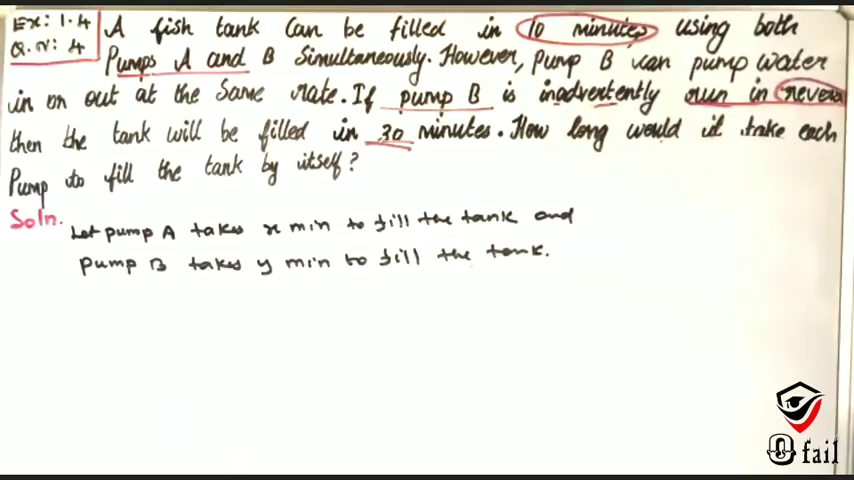 Ex: 1.4
Q.N: 4
A fish tank can be filled in 10 minutes using both
Pumps A and B Simultaneously. However, pump B can pump water
in or out at the same rate. If pump B is inadvertently run in revers
then the tank will be filled in 30 minutes. How long would it take each
Pump to fill the tank by itself?
Soln.
Let pump A takes x min to fill the tank and
pump B takes y min to fill the tank.
0 fail